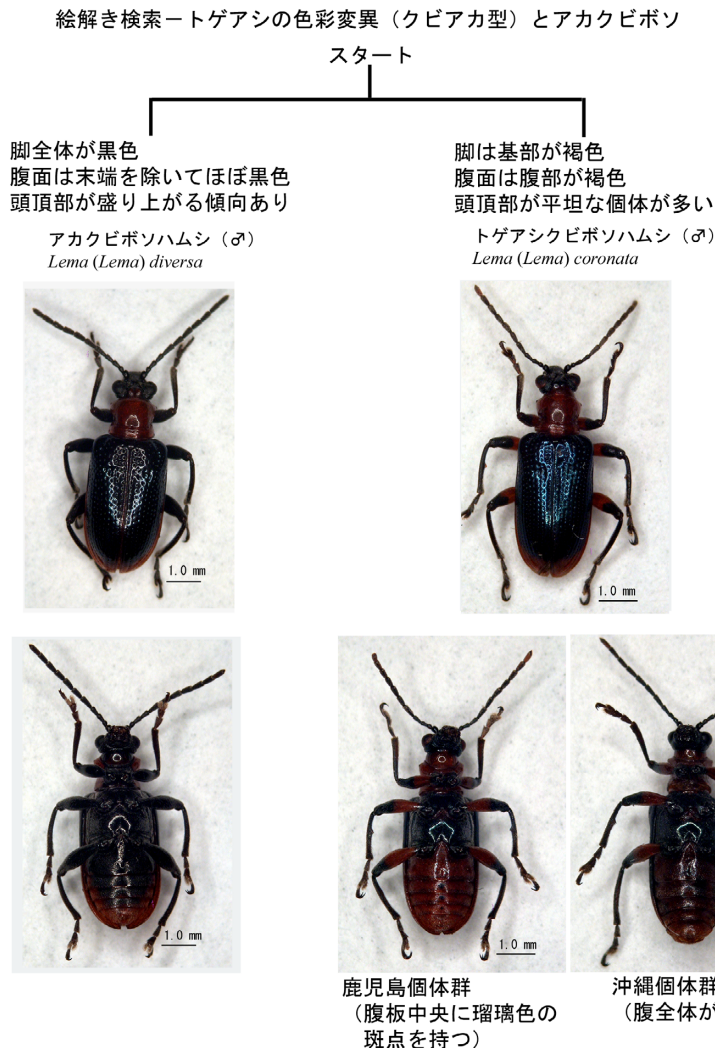 絵解き検索－トゲアシの色彩変異（クビアカ型）とアカクビボソ
スタート
脚全体が黒色
腹面は末端を除いてほぼ黒色
頭頂部が盛り上がる傾向あり
アカクビボソハムシ（♂）
Lema (Lema) diversa
脚は基部が褐色
腹面は腹部が褐色
頭頂部が平坦な個体が多い
トゲアシクビボソハムシ（♂）
Lema (Lema) coronata
1.0 mm
1.0 mm
1.0 mm
1.0 mm
鹿児島個体群
（腹板中央に瑠璃色の
斑点を持つ）
沖縄個体群
（腹全体が